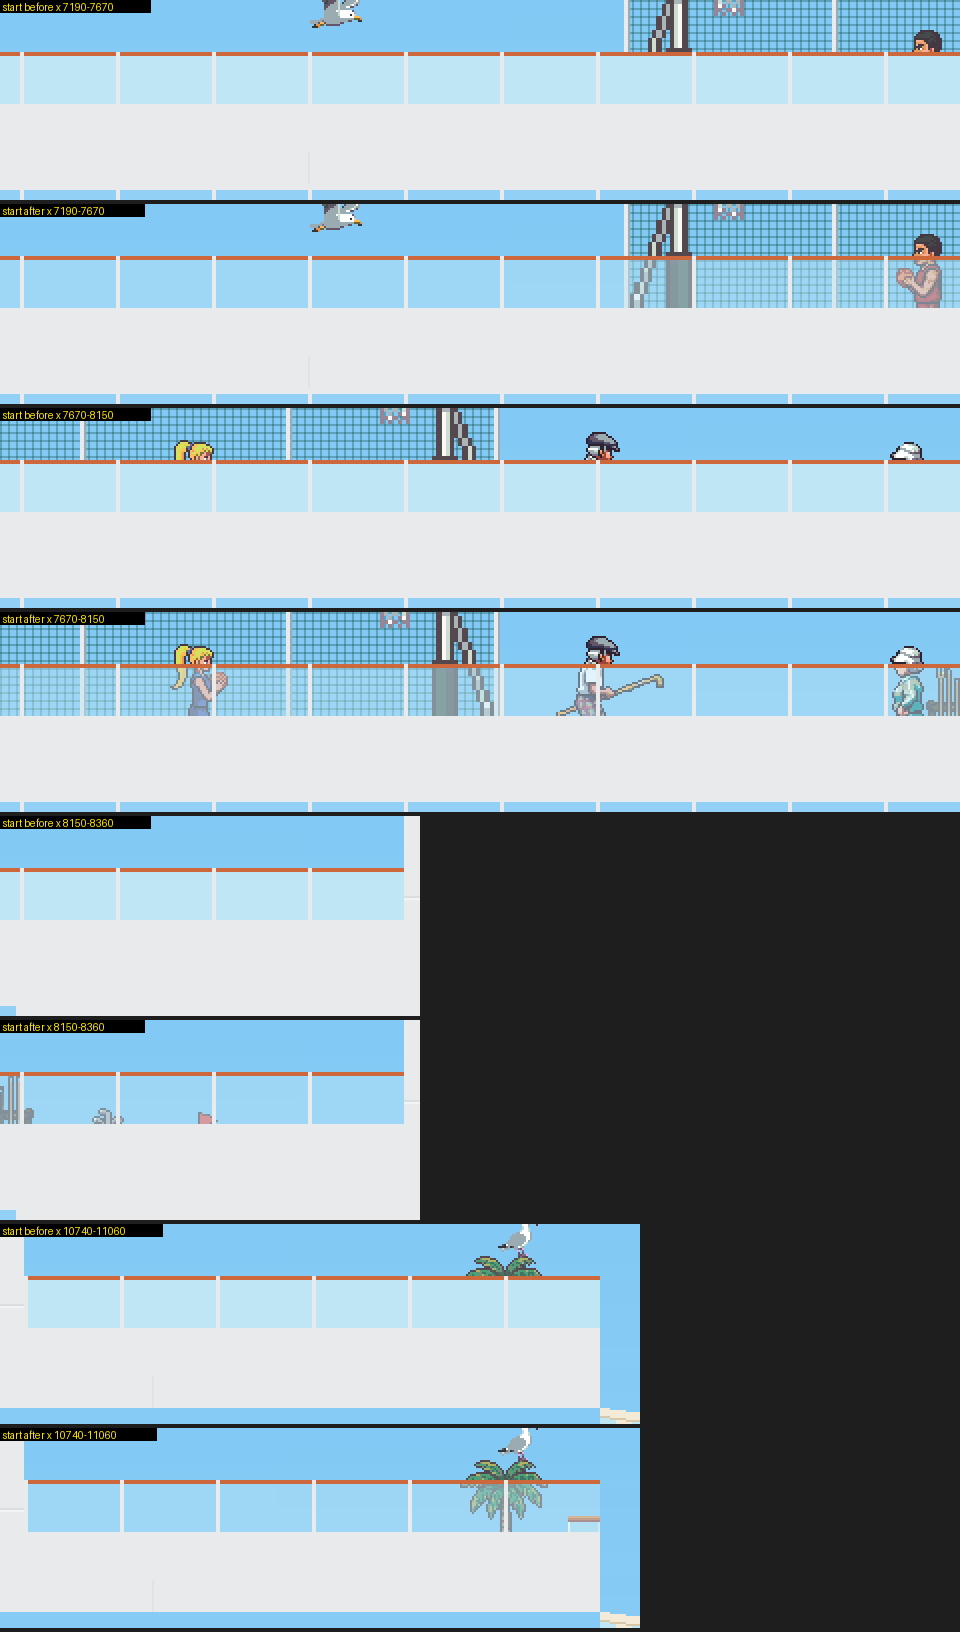 start before x 7190-7670
start after x 7190-7670
start before x 7670-8150
start after x 7670-8150
start before x 8150-8360
start after x 8150-8360
start before x 10740-11060
start after x 10740-11060